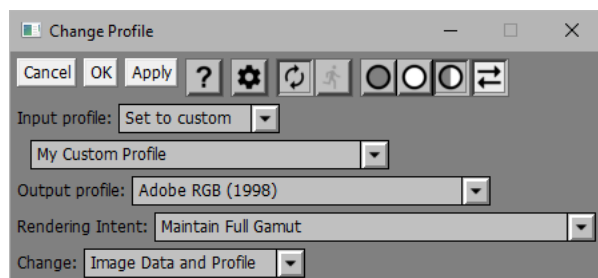 Change Profile
Cancel OK Apply ?
Input profile: Set to custom
My Custom Profile
Output profile: Adobe RGB (1998)
Rendering Intent: Maintain Full Gamut
Change: Image Data and Profile